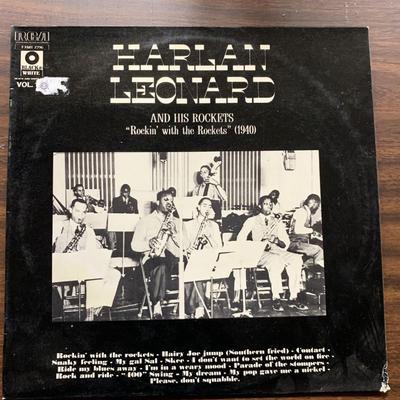 RCA
FXM1 7296
BLACK &
WHITE
VOL.
HARLAN
LEONARD
AND HIS ROCKETS
"Rockin' with the Rockets" (1940)
Rockin' with the rockets - Hairy Joe jump (Southern fried) - Contact -
Snaky feeling - My gal Sal - Skee - I don't want to set the world on fire -
Ride my blues away - I'm in a weary mood - Parade of the stompers -
Rock and ride - "400" Swing - My dream - My pop gave me a nickel -
Please, don't squabble.